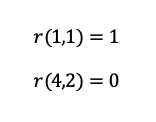 r(1,1) = 1
r(4,2) = 0